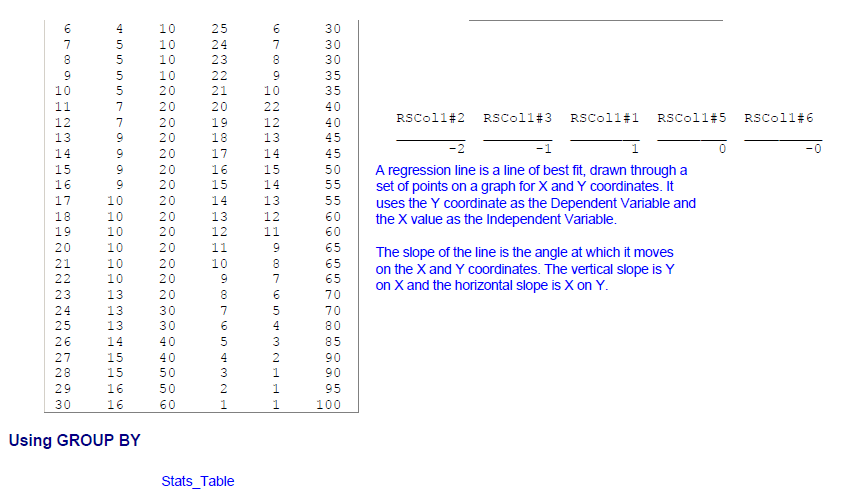 6 4 10 25 6 30
7 5 10 24 7 30
8 5 10 23 8 30
9 5 10 22 9 35
10 5 20 21 10 35
11 7 20 20 22 40
12 7 20 19 12 40
13 9 20 18 13 45
14 9 20 17 14 45
15 9 20 16 15 50
16 9 20 15 14 55
17 10 20 14 13 55
18 10 20 13 12 60
19 10 20 12 11 60
20 10 20 11 9 65
21 10 20 10 8 65
22 10 20 9 7 65
23 13 20 8 6 70
24 13 30 7 5 70
25 13 30 6 4 80
26 14 40 5 3 85
27 15 40 4 2 90
28 15 50 3 1 90
29 16 50 2 1 95
30 16 60 1 1 100
RSCol1#2 RSCol1#3 RSCol1#1 RSCol1#5 RSCol1#6
-2 -1 1 0 -0
A regression line is a line of best fit, drawn through a
set of points on a graph for X and Y coordinates. It
uses the Y coordinate as the Dependent Variable and
the X value as the Independent Variable.
The slope of the line is the angle at which it moves
on the X and Y coordinates. The vertical slope is Y
on X and the horizontal slope is X on Y.
Using GROUP BY
Stats_Table